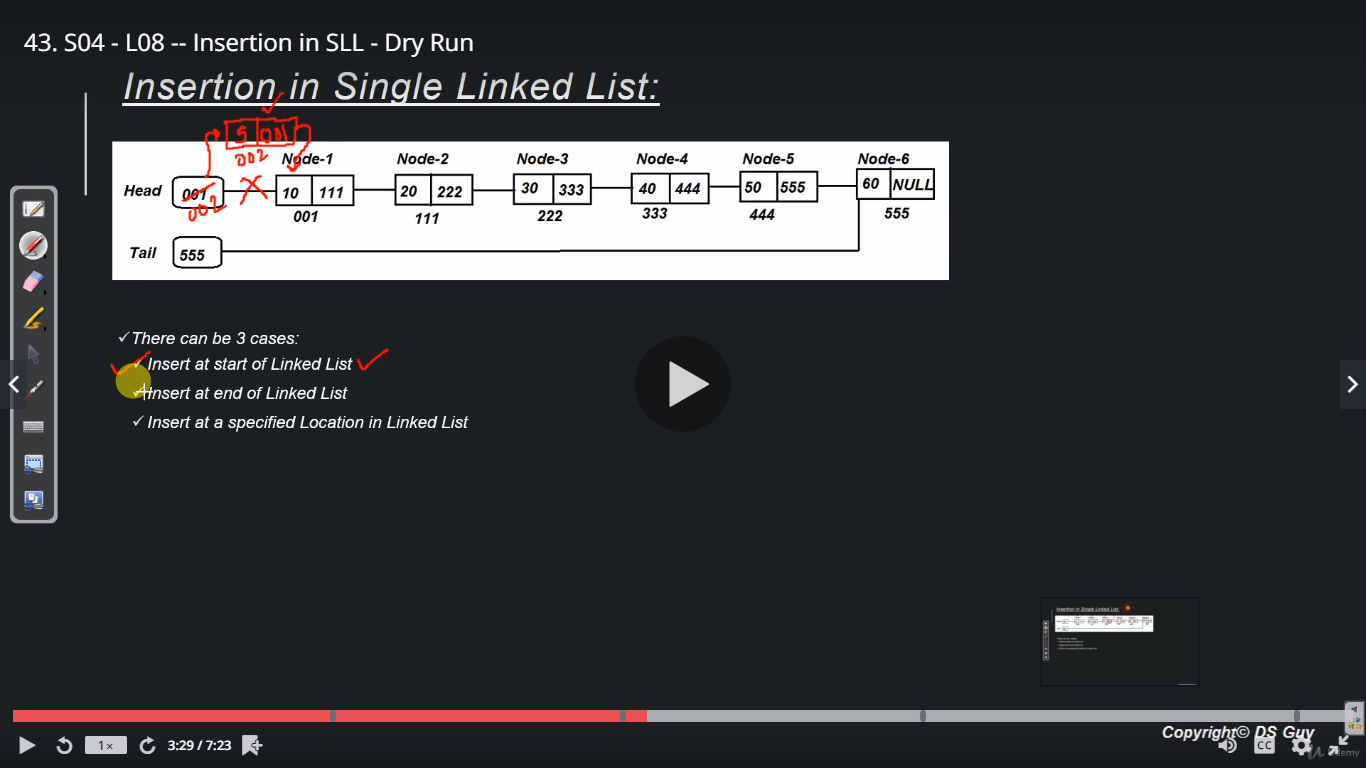 43. S04 - L08 -- Insertion in SLL - Dry Run
Insertion in Single Linked List:
5 001
002
Node-1 Node-2 Node-3 Node-4 Node-5 Node-6
Head 001 10 111 20 222 30 333 40 444 50 555 60 NULL
002 001 111 222 333 444 555
Tail 555
✓There can be 3 cases:
✓Insert at start of Linked List
✓Insert at end of Linked List
✓Insert at a specified Location in Linked List
Copyright© DS Guy
1× 3:29 / 7:23 CC